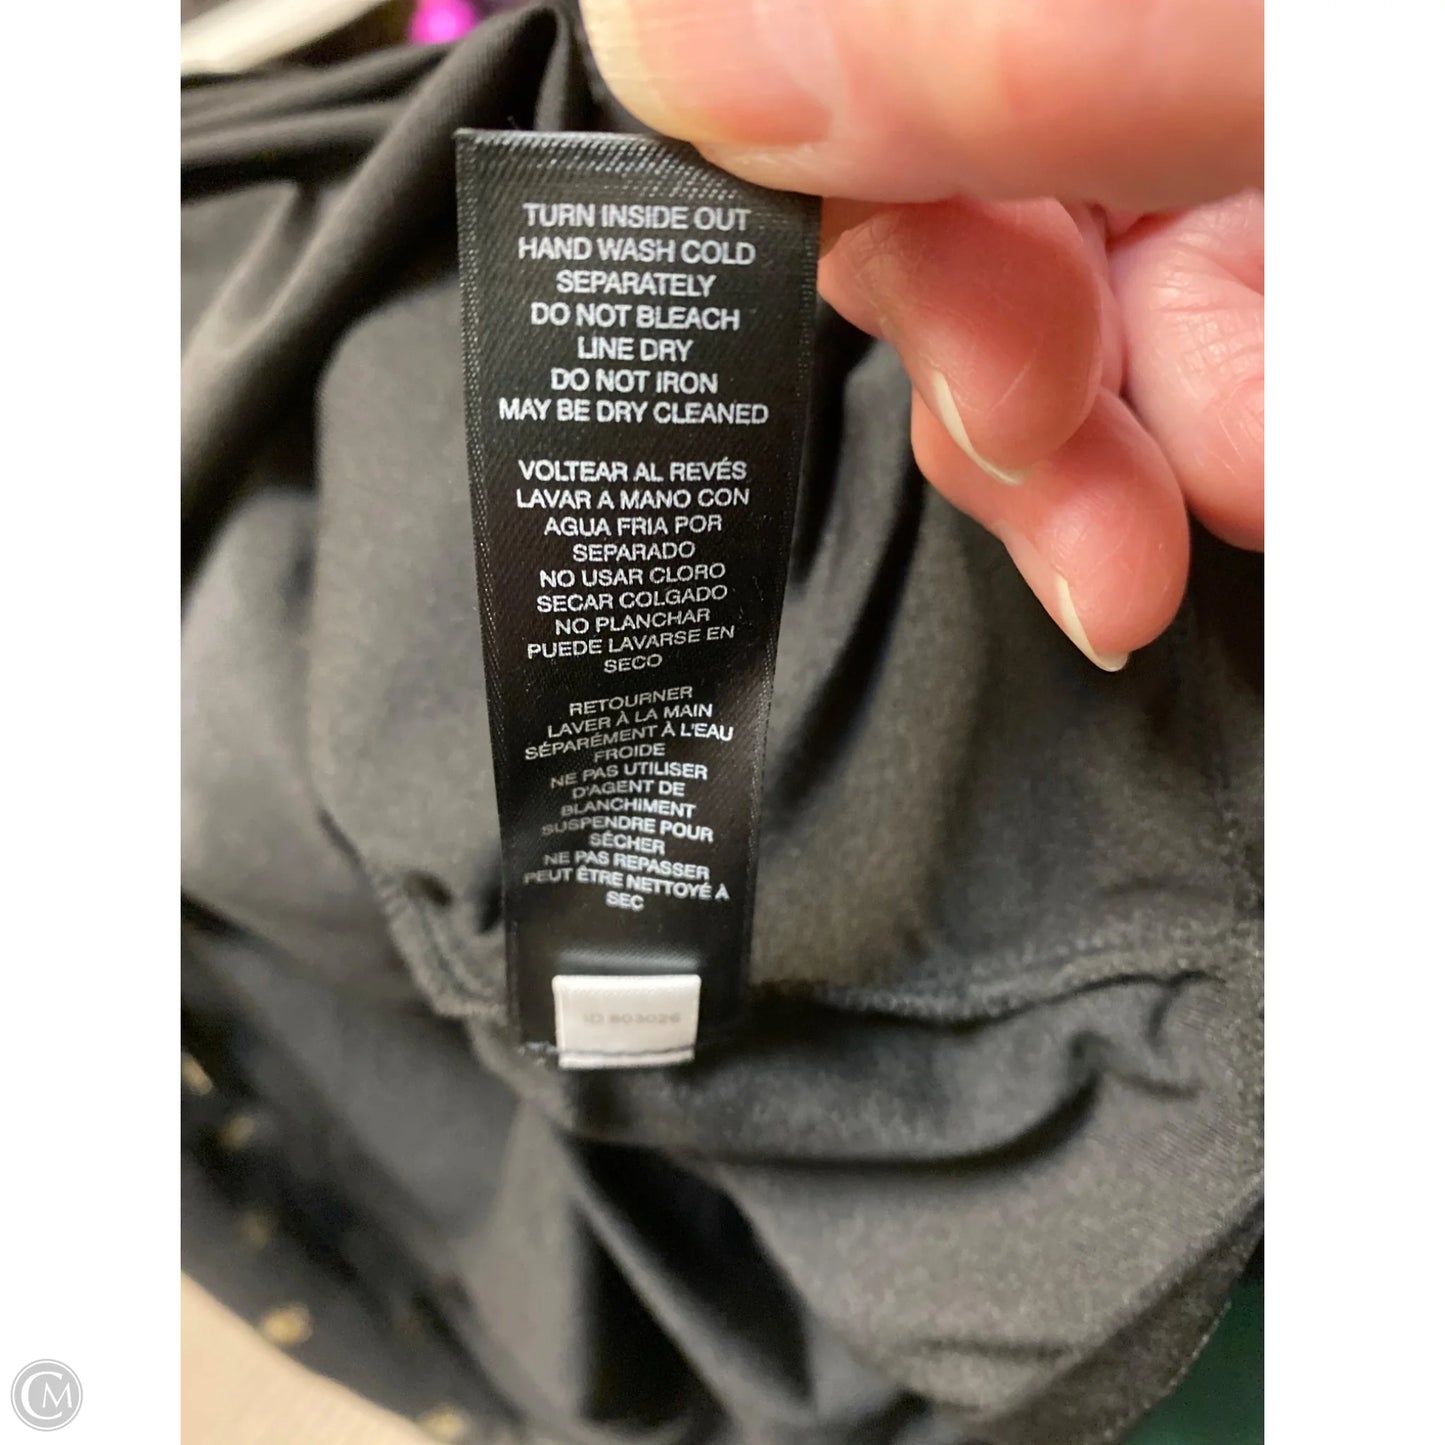 TURN INSIDE OUT
HAND WASH COLD
SEPARATELY
DO NOT BLEACH
LINE DRY
DO NOT IRON
MAY BE DRY CLEANED
VOLTEAR AL REVÉS
LAVAR A MANO CON
AGUA FRIA POR
SEPARADO
NO USAR CLORO
SECAR COLGADO
NO PLANCHAR
PUEDE LAVARSE EN
SECO
RETOURNER
LAVER À LA MAIN
SÉPARÉMENT À L'EAU
FROIDE
NE PAS UTILISER
D'AGENT DE
BLANCHIMENT
SUSPENDRE POUR
SÉCHER
NE PAS REPASSER
PEUT ÊTRE NETTOYÉ À
SEC
ID 803026
CM